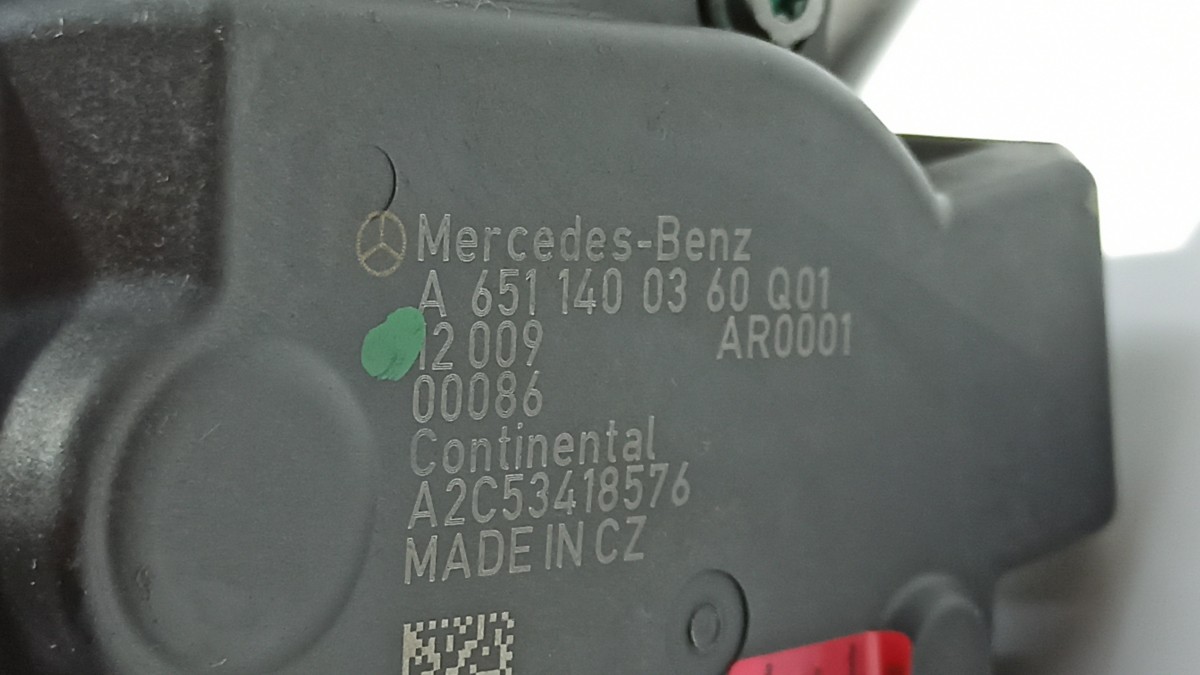 Mercedes-Benz
A 651 140 03 60 Q01
12 009 AR0001
00086
Continental
A2C53418576
MADE IN CZ